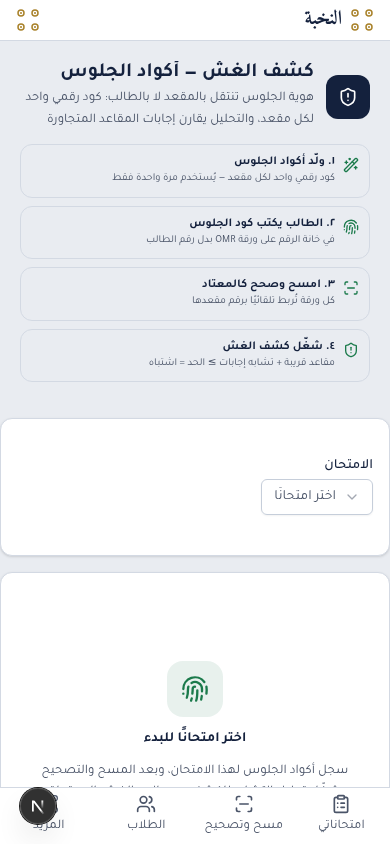 النخبة
كشف الغش — أكواد الجلوس
هوية الجلوس تنتقل بالمقعد لا بالطالب: كود رقمي واحد
لكل مقعد، والتحليل يقارن إجابات المقاعد المتجاورة
١. ولّد أكواد الجلوس
كود رقمي واحد لكل مقعد — يُستخدم مرة واحدة فقط
٢. الطالب يكتب كود الجلوس
في خانة الرقم على ورقة OMR بدل رقم الطالب
٣. امسح وصحح كالمعتاد
كل ورقة تُربط تلقائيًا برقم مقعدها
٤. شغّل كشف الغش
مقاعد قريبة + تشابه إجابات ≥ الحد = اشتباه
الامتحان
اختر امتحانًا
اختر امتحانًا للبدء
سجل أكواد الجلوس لهذا الامتحان، وبعد المسح والتصحيح
امتحاناتي
مسح وتصحيح
الطلاب
المزيد
N